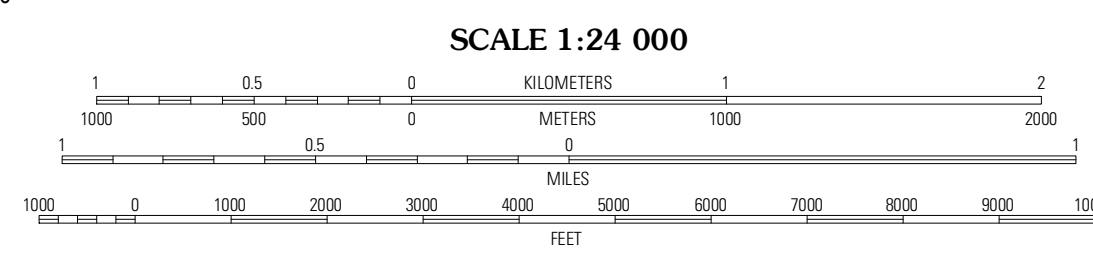 SCALE 1:24 000
1 0.5 0 KILOMETERS 1 2
1000 500 0 METERS 1000 2000
1 0.5 0 1
MILES
1000 0 1000 2000 3000 4000 5000 6000 7000 8000 9000
FEET